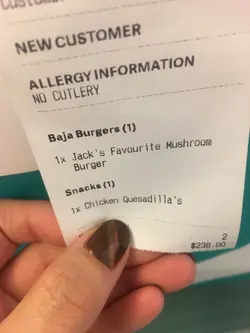 NEW CUSTOMER
ALLERGY INFORMATION
NO CUTLERY
Baja Burgers (1)
1x Jack's Favourite Mushroom
Burger
Snacks (1)
1x Chicken Quesadilla's
2
$238.00